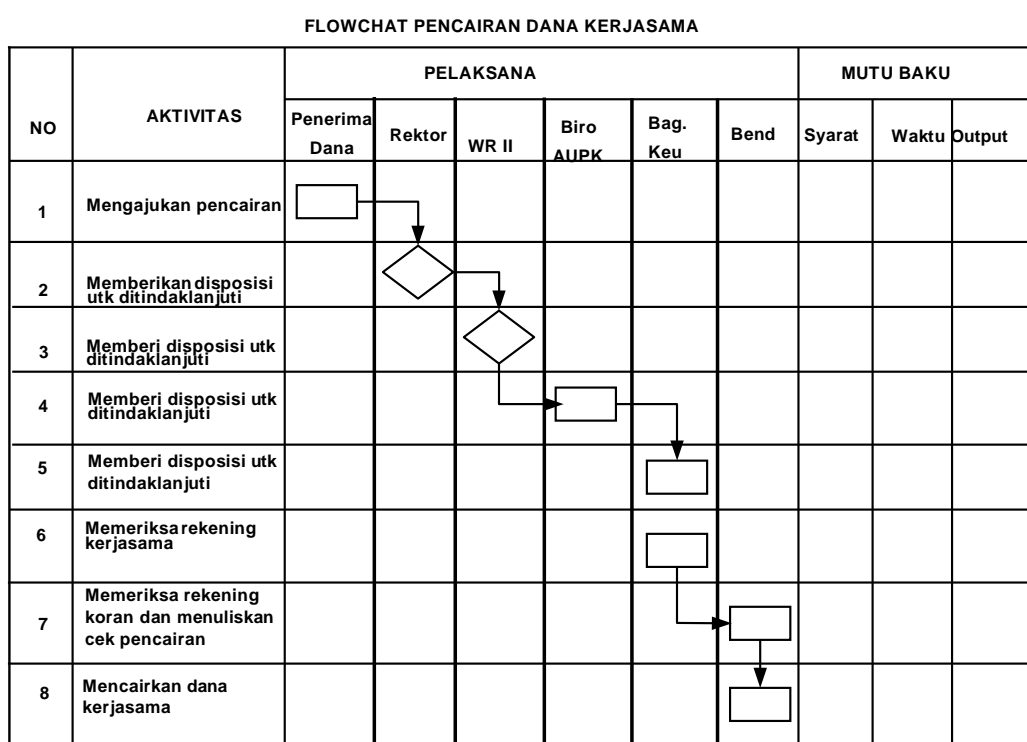 FLOWCHAT PENCAIRAN DANA KERJASAMA
NO
AKTIVITAS
PELAKSANA
MUTU BAKU
Penerima
Dana
Rektor
WR II
Biro
AUPK
Bag.
Keu
Bend
Syarat
Waktu
Output
1
Mengajukan pencairan
2
Memberikan disposisi
utk ditindaklanjuti
3
Memberi disposisi utk
ditindaklanjuti
4
Memberi disposisi utk
ditindaklanjuti
5
Memberi disposisi utk
ditindaklanjuti
6
Memeriksa rekening
kerjasama
7
Memeriksa rekening
koran dan menuliskan
cek pencairan
8
Mencairkan dana
kerjasama